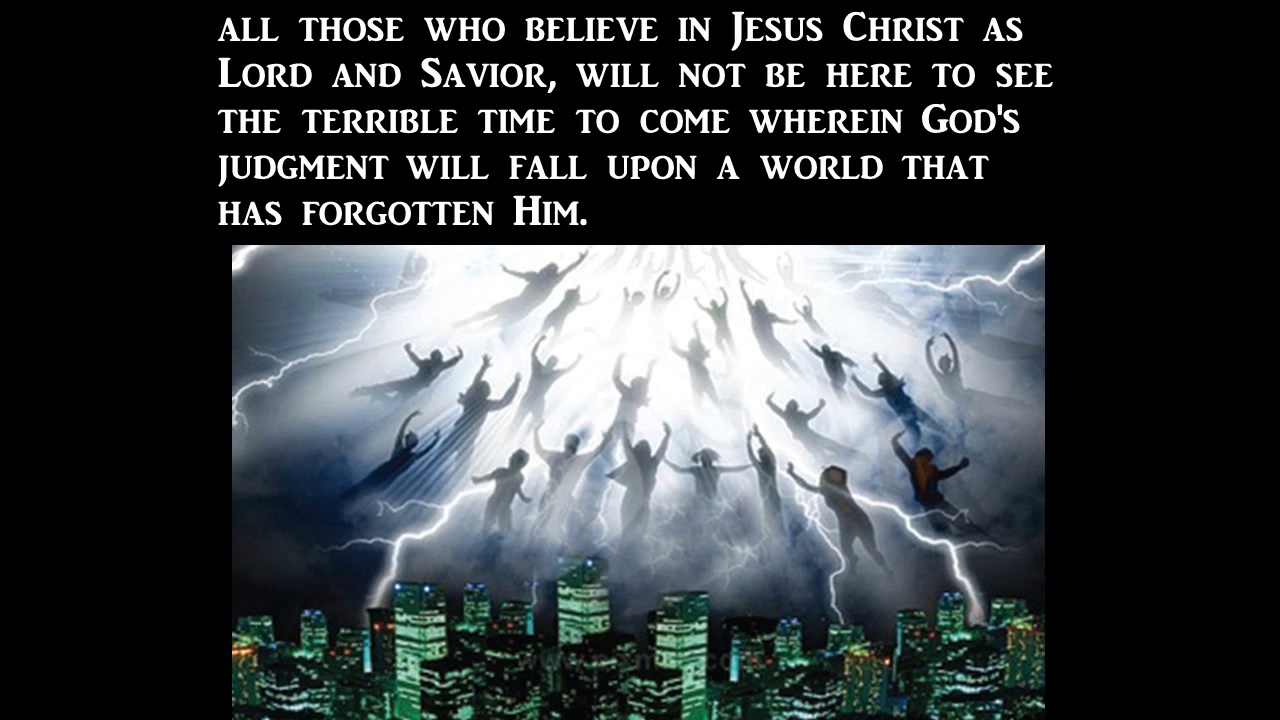 ALL THOSE WHO BELIEVE IN JESUS CHRIST AS
LORD AND SAVIOR, WILL NOT BE HERE TO SEE
THE TERRIBLE TIME TO COME WHEREIN GOD'S
JUDGMENT WILL FALL UPON A WORLD THAT
HAS FORGOTTEN HIM.